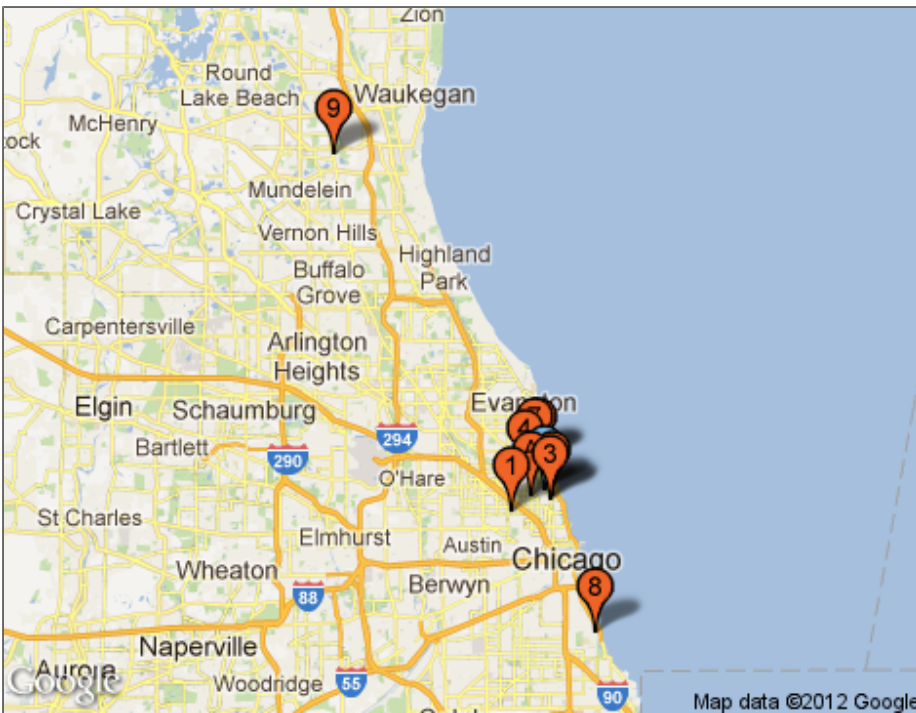 Zion
Round
Lake Beach
9
Waukegan
McHenry
ock
Mundelein
Crystal Lake
Vernon Hills
Highland
Park
Buffalo
Grove
Carpentersville
Arlington
Heights
Elgin
Schaumburg
4
Bartlett
294
290
O'Hare
1
3
St Charles
Elmhurst
Austin
Chicago
Wheaton
Berwyn
88
8
Naperville
Aurora
Google
Woodridge
55
90
Map data ©2012 Google